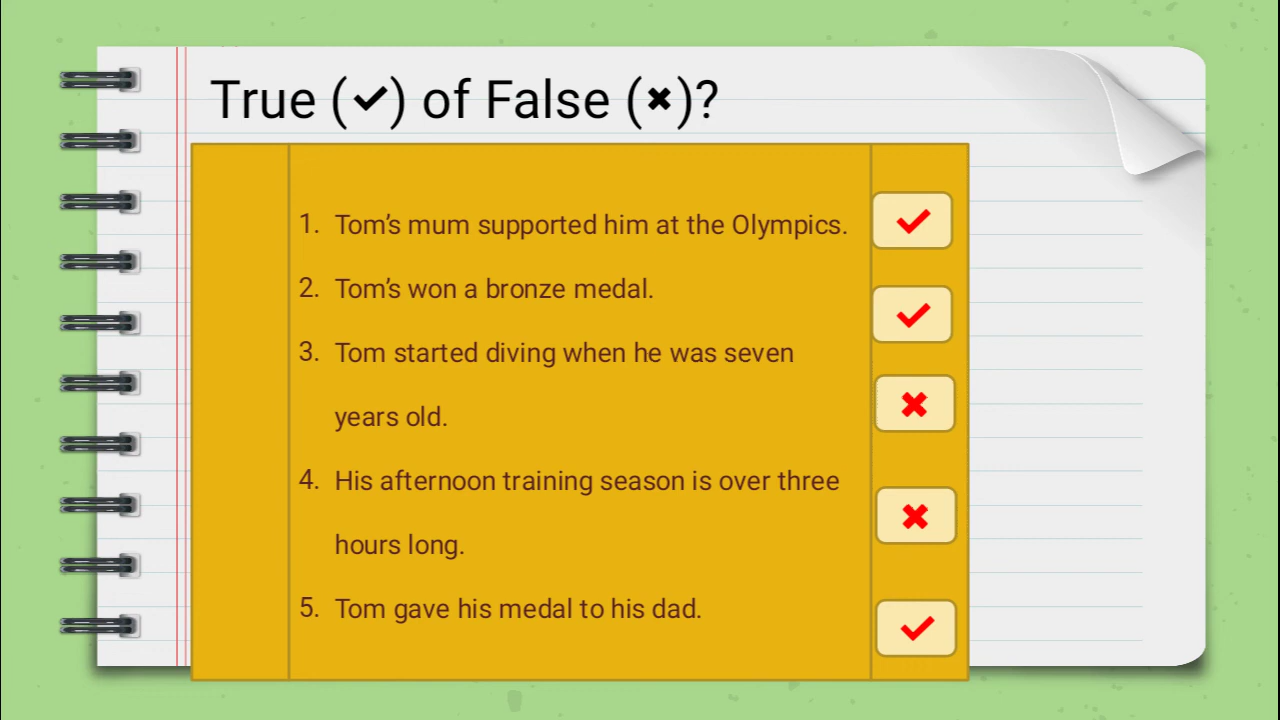 True (✔) of False (✖)?
1. Tom’s mum supported him at the Olympics. ✔
2. Tom’s won a bronze medal. ✔
3. Tom started diving when he was seven
years old. ✖
4. His afternoon training season is over three
hours long. ✖
5. Tom gave his medal to his dad. ✔